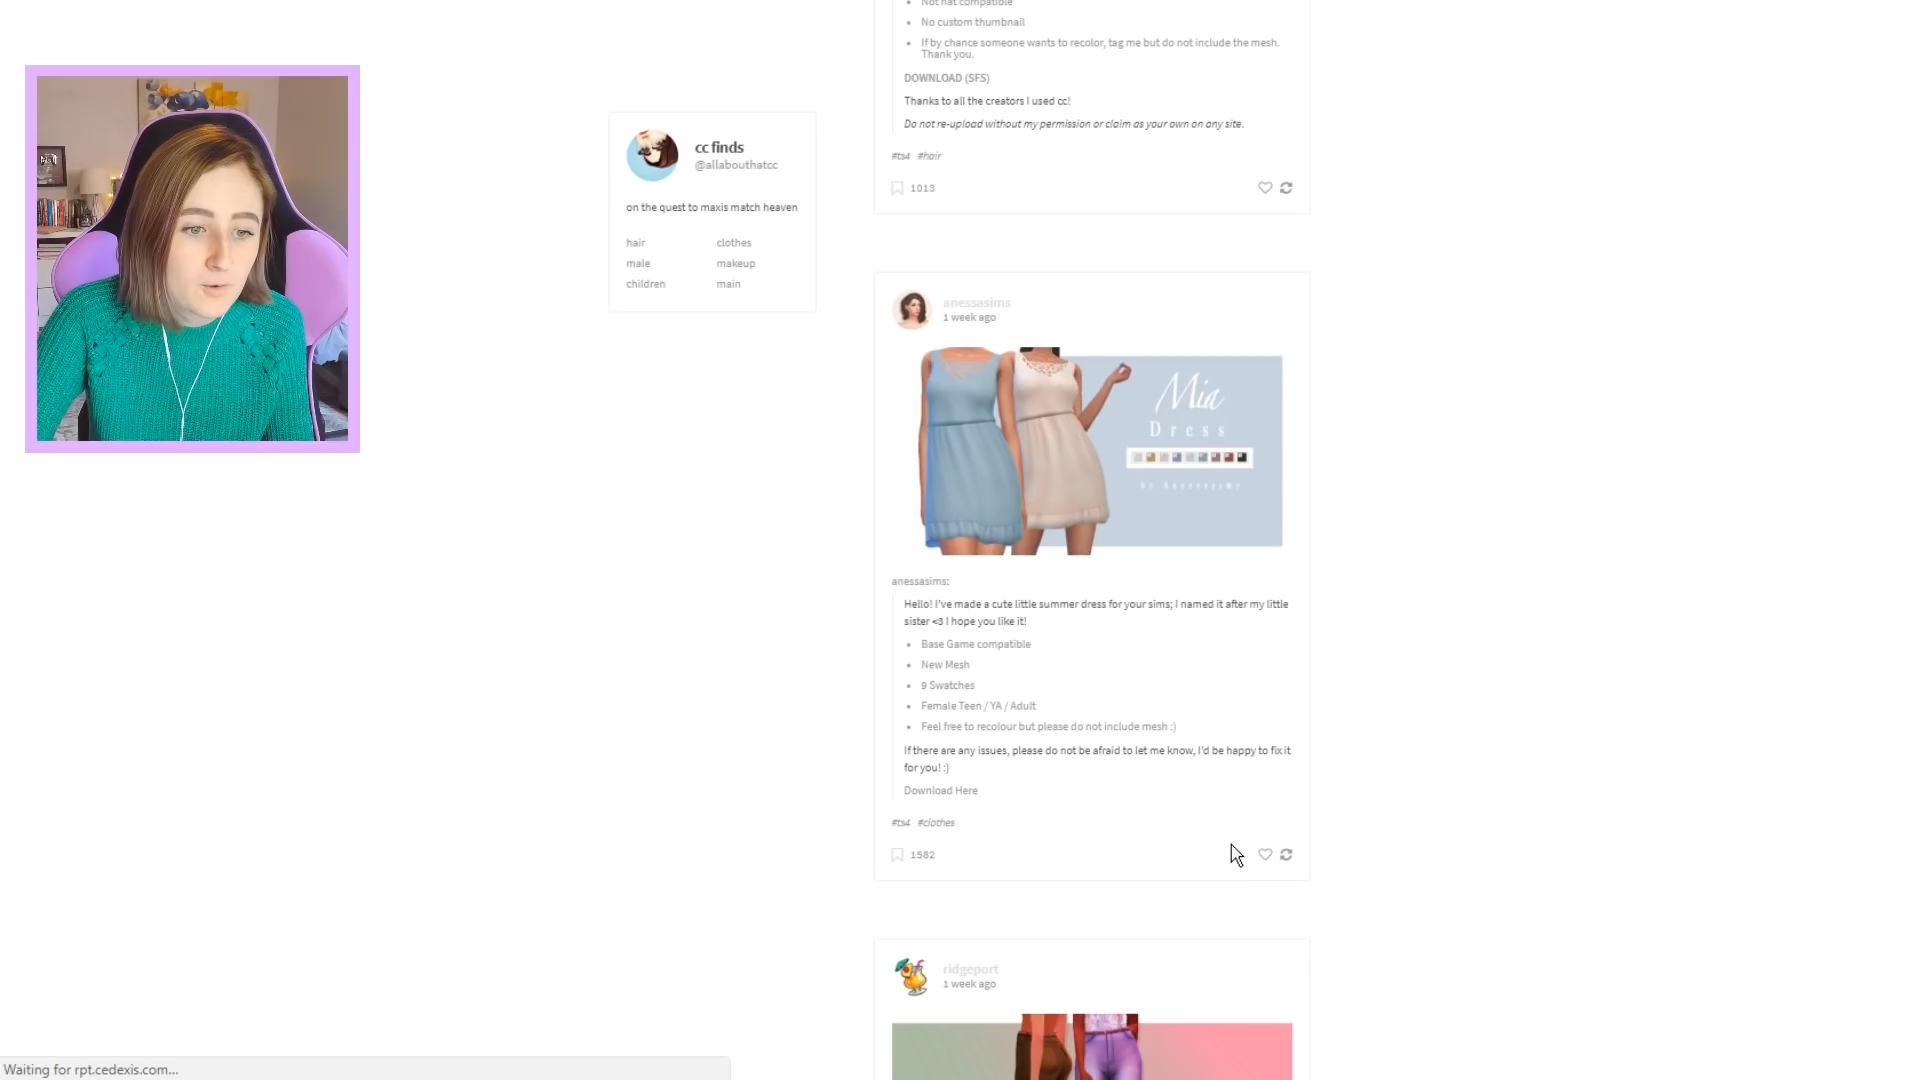 Not hat compatible
No custom thumbnail
If by chance someone wants to recolor, tag me but do not include the mesh.
Thank you.
DOWNLOAD (SFS)
Thanks to all the creators I used cc!
Do not re-upload without my permission or claim as your own on any site.
#ts4 #hair
1013
cc finds
@allabouthatcc
on the quest to maxis match heaven
hair clothes
male makeup
children main
anessasims
1 week ago
Mia
Dress
by Anessasims
anessasims:
Hello! I've made a cute little summer dress for your sims; I named it after my little
sister <3 I hope you like it!
Base Game compatible
New Mesh
9 Swatches
Female Teen / YA / Adult
Feel free to recolour but please do not include mesh :)
If there are any issues, please do not be afraid to let me know, I'd be happy to fix it
for you! :)
Download Here
#ts4 #clothes
1582
ridgeport
1 week ago
Waiting for rpt.cedexis.com...